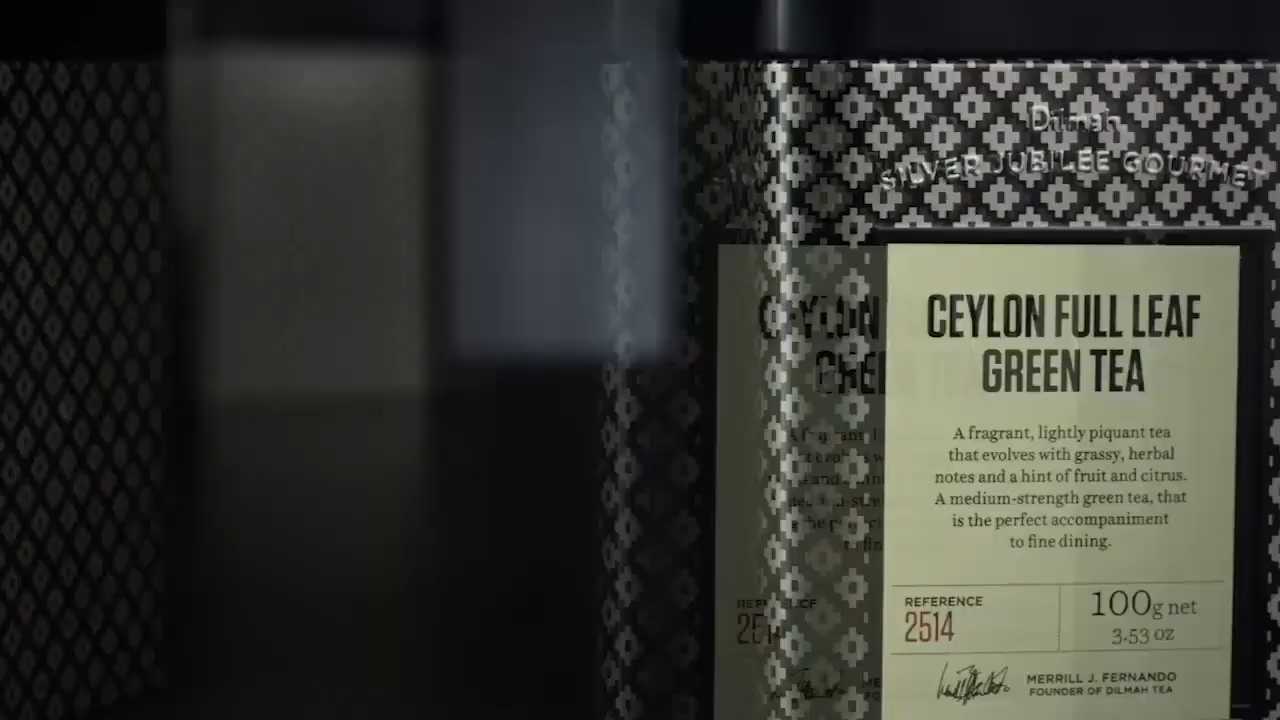 Dilmah
SILVER JUBILEE GOURMET
CEYLON FULL LEAF
GREEN TEA
A fragrant, lightly piquant tea
that evolves with grassy, herbal
notes and a hint of fruit and citrus.
A medium-strength green tea, that
is the perfect accompaniment
to fine dining.
REFERENCE
2514
100g net
3.53 oz
MERRILL J. FERNANDO
FOUNDER OF DILMAH TEA